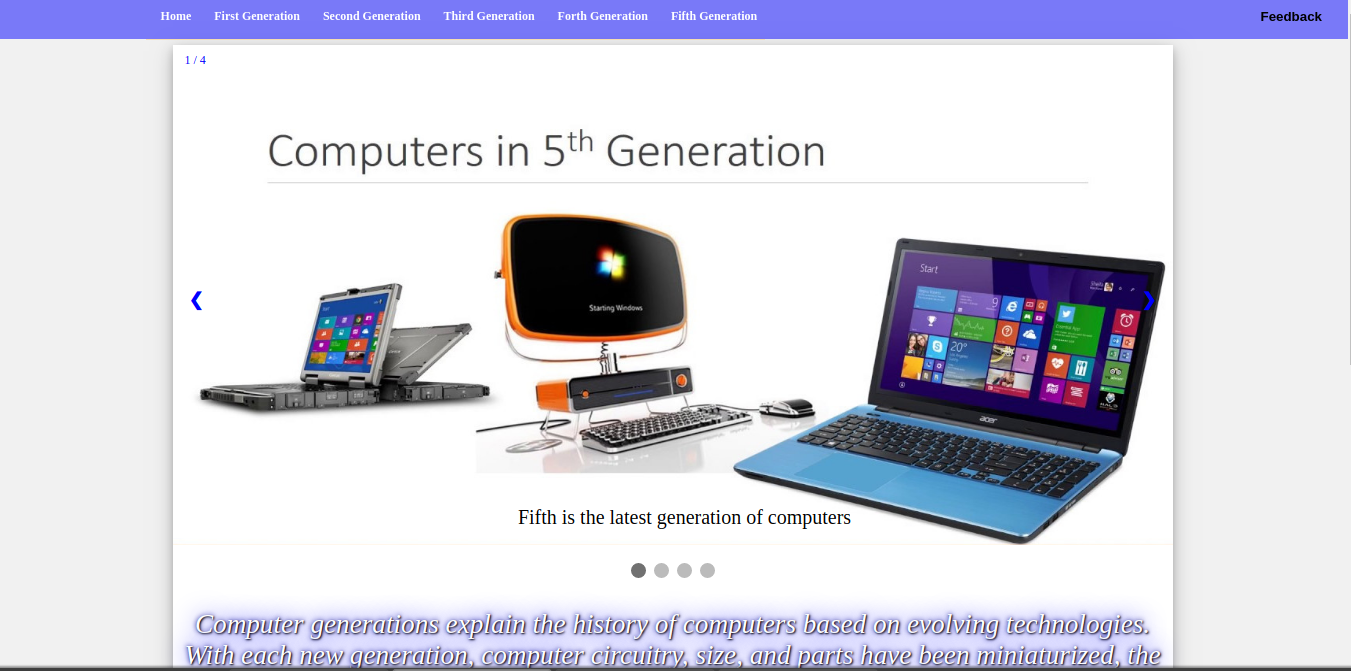 Home First Generation Second Generation Third Generation Forth Generation Fifth Generation Feedback
1 / 4
Computers in 5th Generation
Start
Starting Windows
20°
acer
❮ ❯
Fifth is the latest generation of computers
Computer generations explain the history of computers based on evolving technologies.
With each new generation, computer circuitry, size, and parts have been miniaturized, the